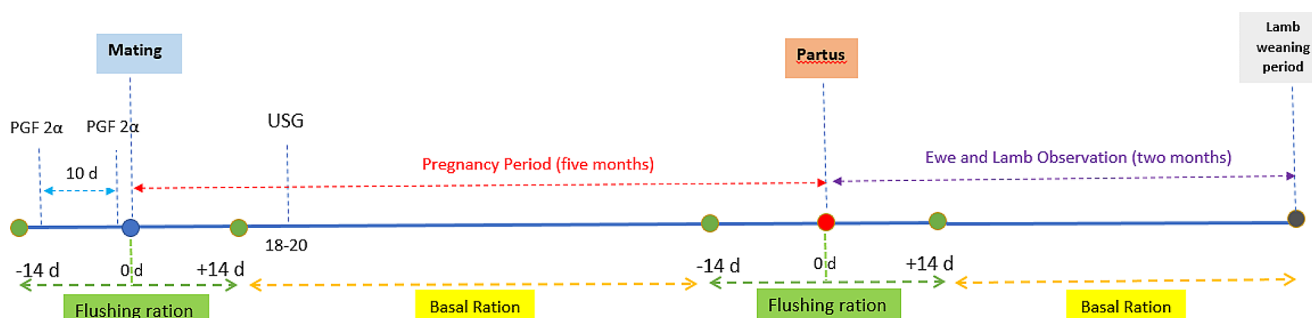 Mating
Partus
Lamb
weaning
period
PGF 2α
PGF 2α
USG
10 d
Pregnancy Period (five months)
Ewe and Lamb Observation (two months)
18-20
-14 d
0 d
+14 d
-14 d
0 d
+14 d
Flushing ration
Basal Ration
Flushing ration
Basal Ration